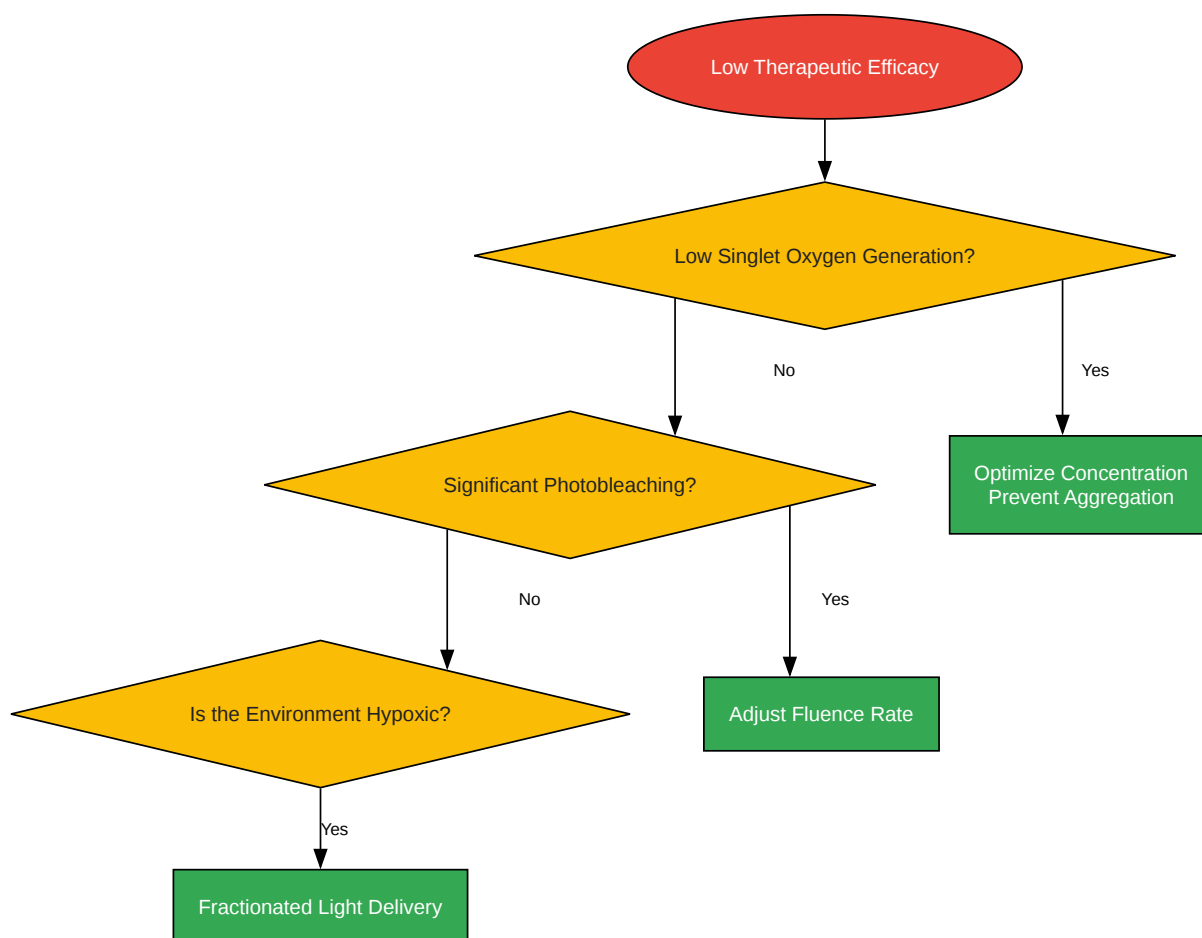 Low Therapeutic Efficacy
Low Singlet Oxygen Generation?
No
Yes
Optimize Concentration
Prevent Aggregation
Significant Photobleaching?
No
Yes
Adjust Fluence Rate
Is the Environment Hypoxic?
Yes
Fractionated Light Delivery